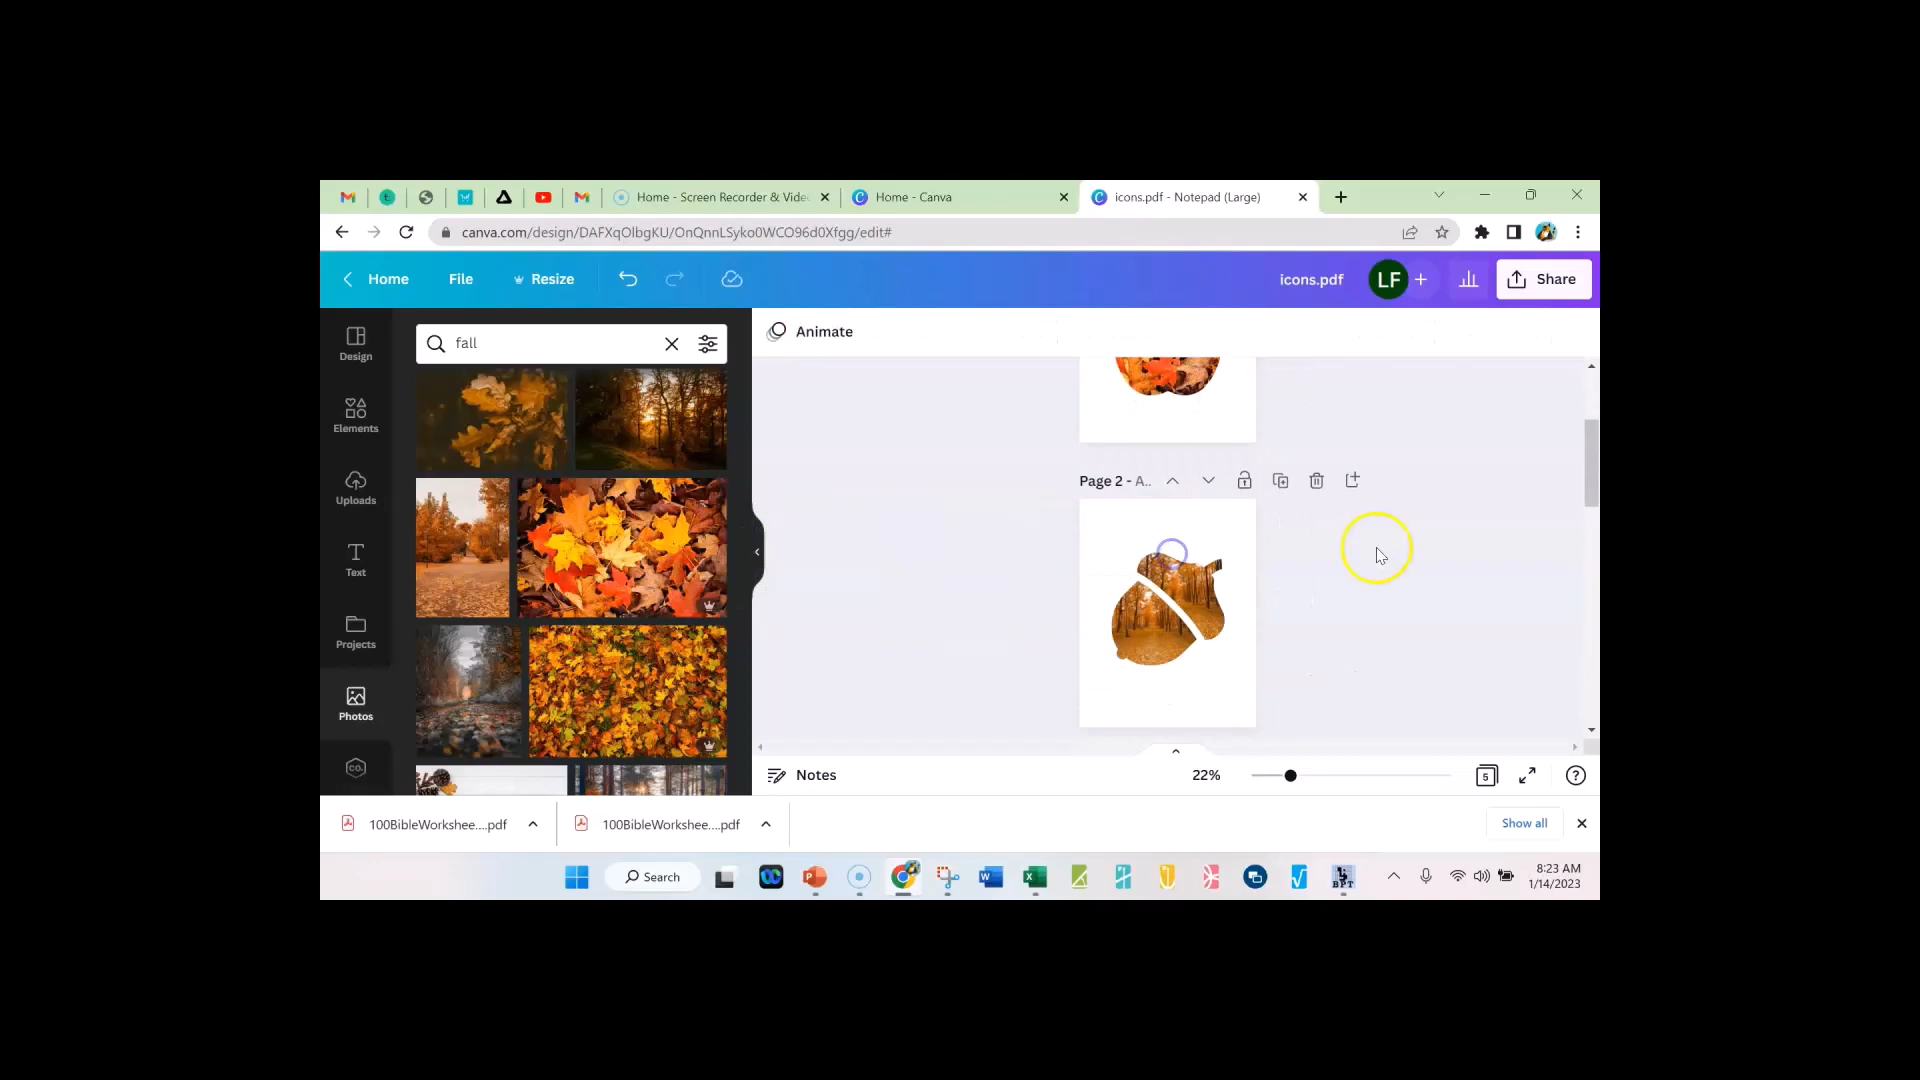 Home - Screen Recorder & Vide
Home - Canva
icons.pdf - Notepad (Large)
canva.com/design/DAFXqOlbgKU/OnQnnLSyko0WCO96d0Xfgg/edit#
Home
File
Resize
icons.pdf
LF
Share
Design
Elements
Uploads
Text
Projects
Photos
CO.
fall
Animate
Page 2 - A..
Notes
22%
5
100BibleWorkshee....pdf
100BibleWorkshee....pdf
Show all
Search
BPT
8:23 AM
1/14/2023